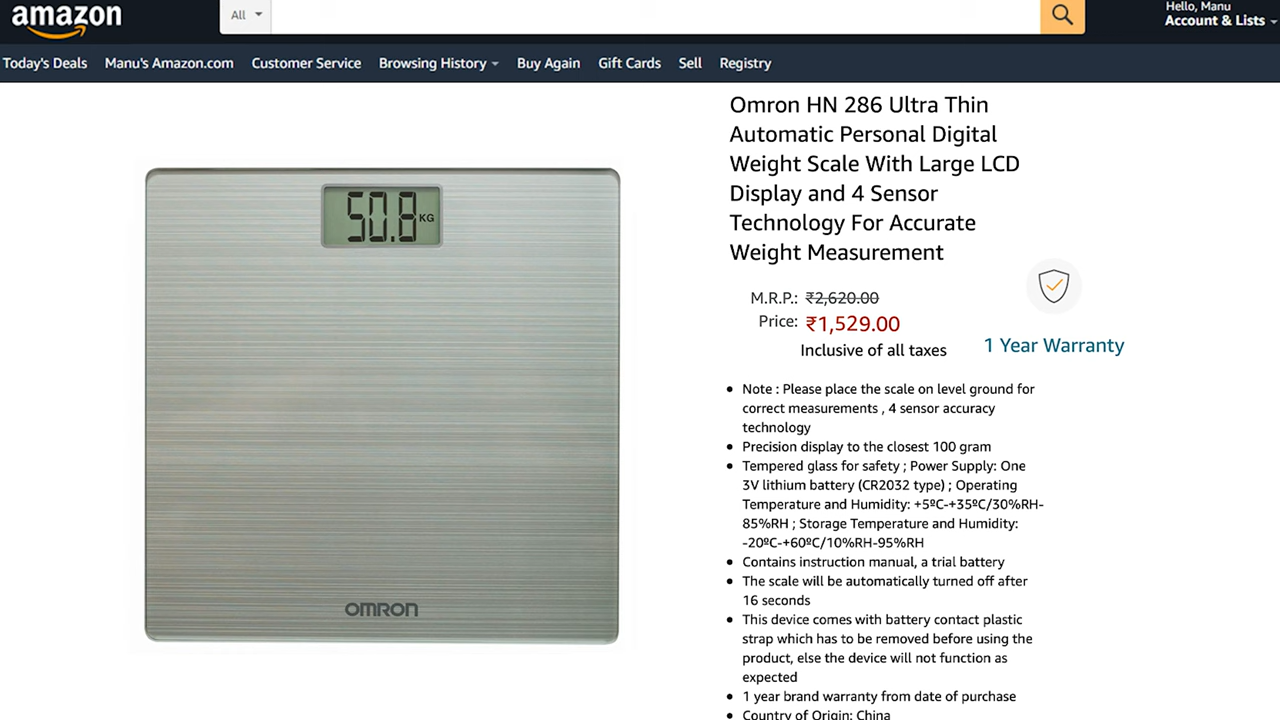 amazon
All
Hello, Manu
Account & Lists
Today's Deals Manu's Amazon.com Customer Service Browsing History Buy Again Gift Cards Sell Registry
50.8 KG
OMRON
Omron HN 286 Ultra Thin
Automatic Personal Digital
Weight Scale With Large LCD
Display and 4 Sensor
Technology For Accurate
Weight Measurement
M.R.P.: ₹2,620.00
Price: ₹1,529.00
Inclusive of all taxes
1 Year Warranty
• Note : Please place the scale on level ground for
correct measurements , 4 sensor accuracy
technology
• Precision display to the closest 100 gram
• Tempered glass for safety ; Power Supply: One
3V lithium battery (CR2032 type) ; Operating
Temperature and Humidity: +5ºC-+35ºC/30%RH-
85%RH ; Storage Temperature and Humidity:
-20ºC-+60ºC/10%RH-95%RH
• Contains instruction manual, a trial battery
• The scale will be automatically turned off after
16 seconds
• This device comes with battery contact plastic
strap which has to be removed before using the
product, else the device will not function as
expected
• 1 year brand warranty from date of purchase
• Country of Origin: China